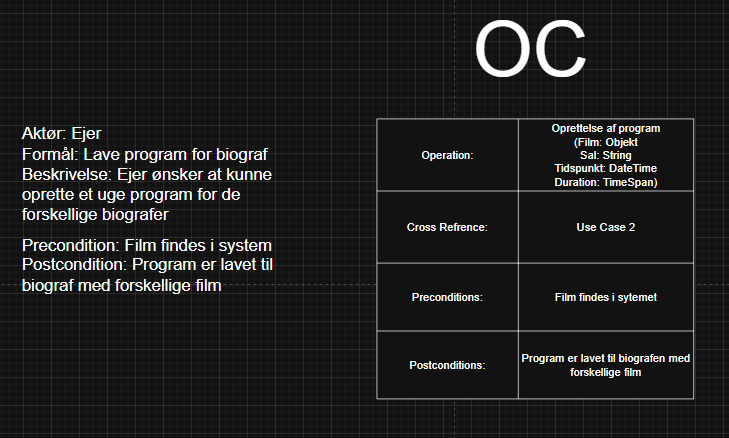 OC
Aktør: Ejer
Formål: Lave program for biograf
Beskrivelse: Ejer ønsker at kunne
oprette et uge program for de
forskellige biografer
Precondition: Film findes i system
Postcondition: Program er lavet til
biograf med forskellige film
Operation:
Oprettelse af program
(Film: Objekt
Sal: String
Tidspunkt: DateTime
Duration: TimeSpan)
Cross Refrence:
Use Case 2
Preconditions:
Film findes i sytemet
Postconditions:
Program er lavet til biografen med
forskellige film